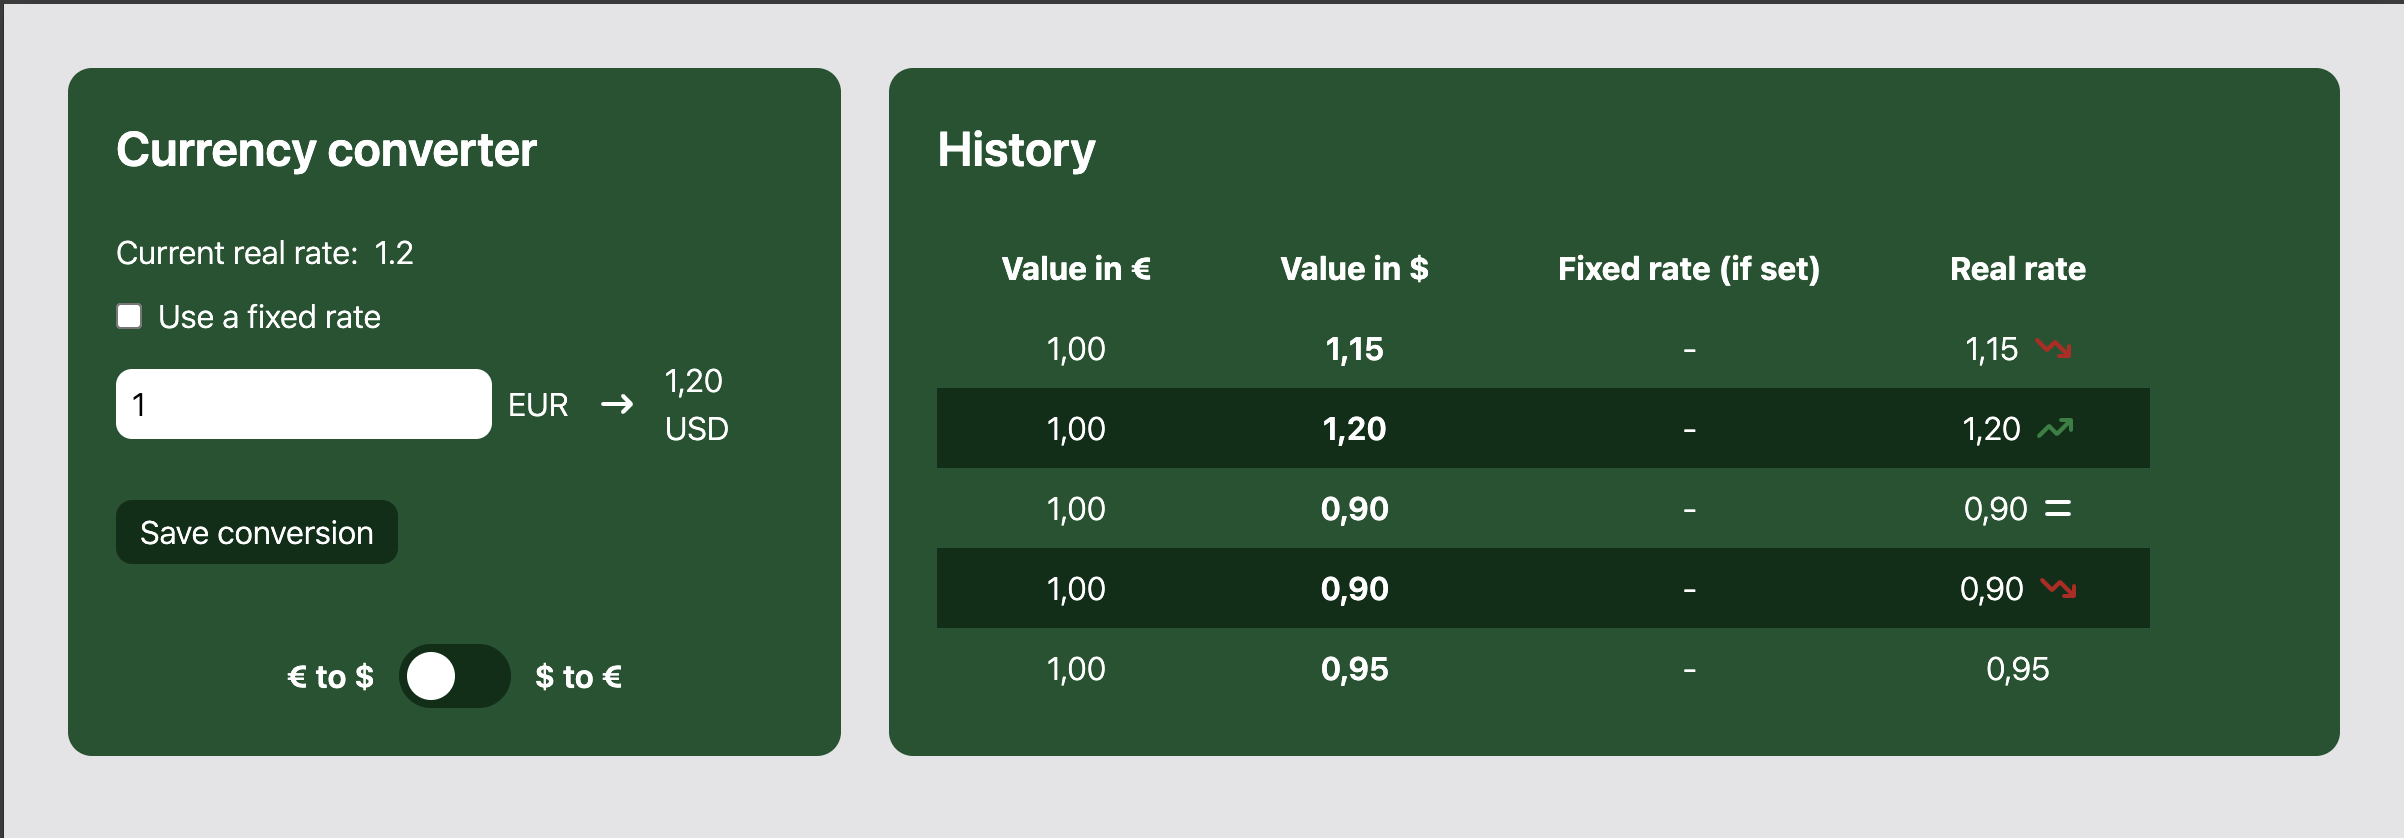 Currency converter
Current real rate: 1.2
Use a fixed rate
1 EUR → 1,20
USD
Save conversion
€ to $ $ to €
History
Value in € Value in $ Fixed rate (if set) Real rate
1,00 1,15 - 1,15
1,00 1,20 - 1,20
1,00 0,90 - 0,90 =
1,00 0,90 - 0,90
1,00 0,95 - 0,95